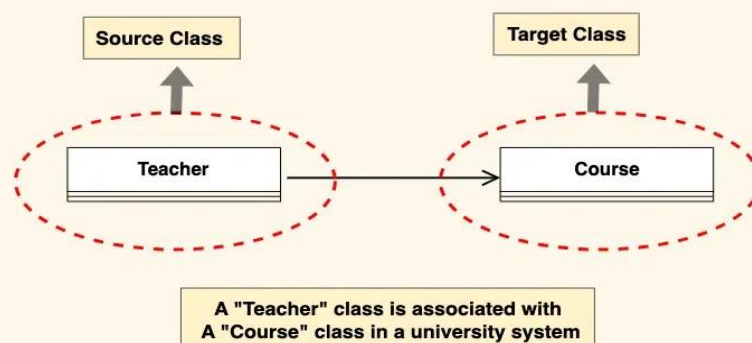 Source Class
Target Class
Teacher
Course
A "Teacher" class is associated with
A "Course" class in a university system